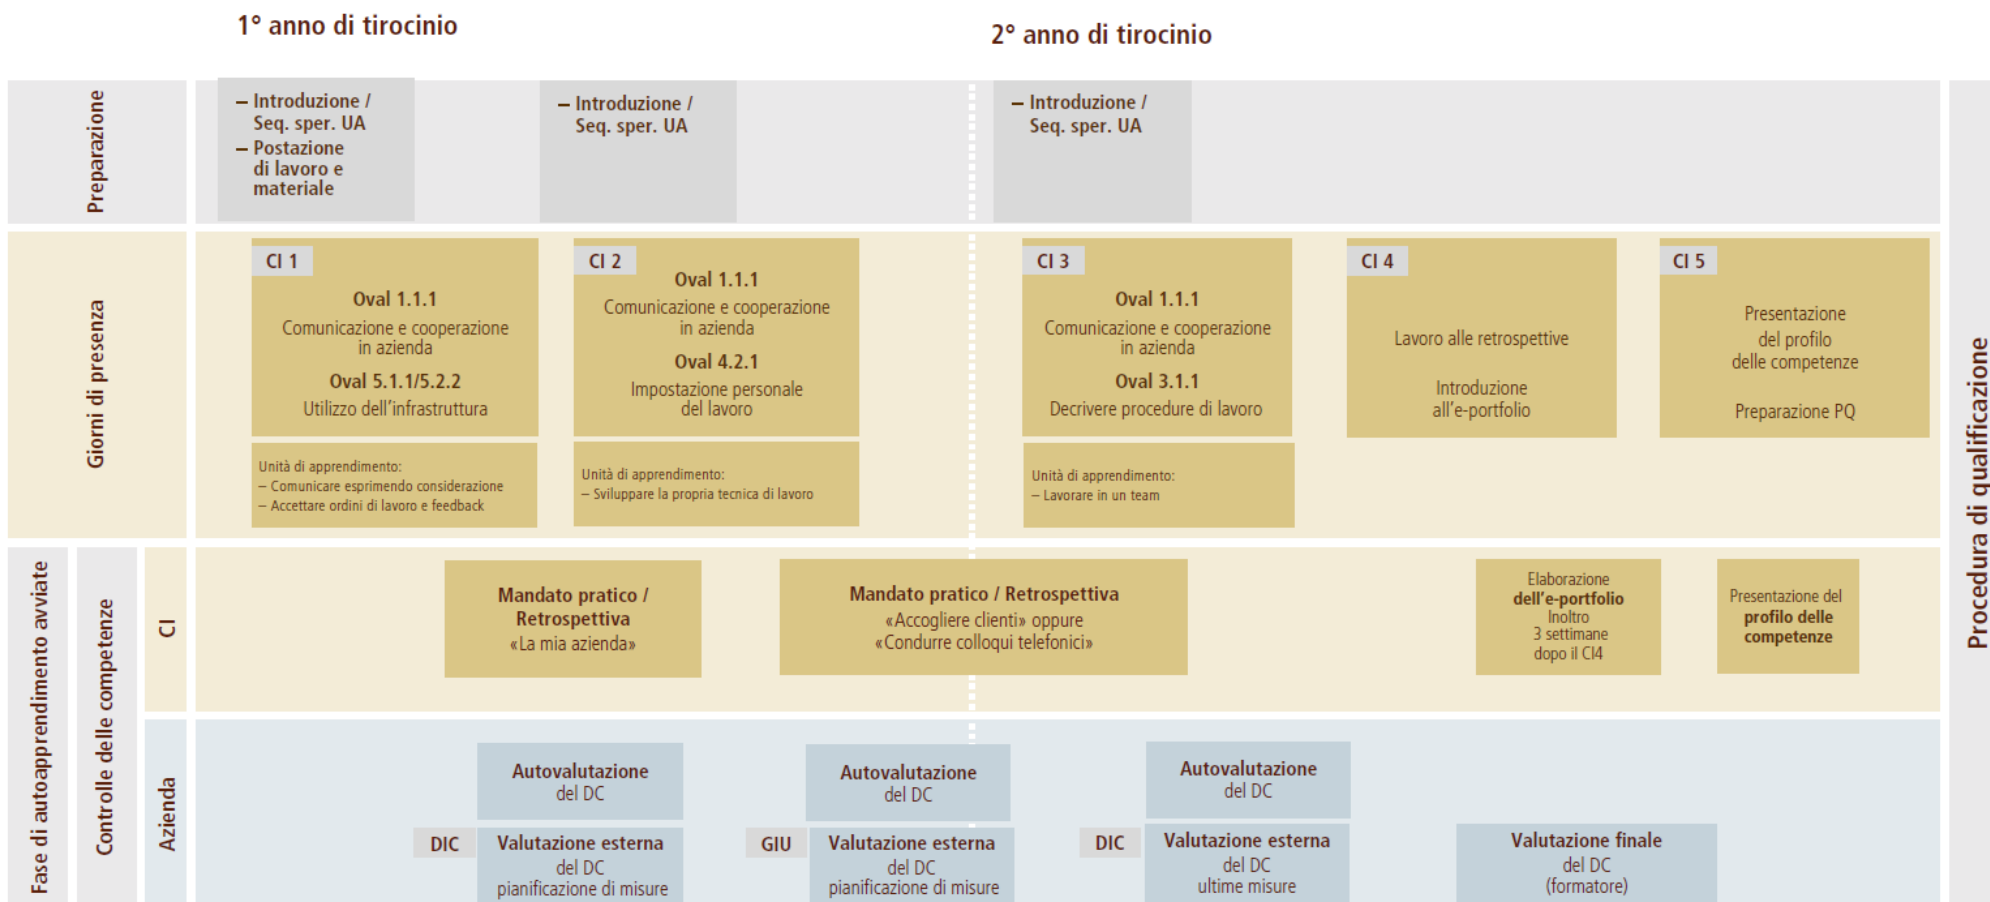 1° anno di tirocinio
2° anno di tirocinio
Preparazione
– Introduzione /
Seq. sper. UA
– Postazione
di lavoro e
materiale
– Introduzione /
Seq. sper. UA
– Introduzione /
Seq. sper. UA
Giorni di presenza
CI 1
Oval 1.1.1
Comunicazione e cooperazione
in azienda
Oval 5.1.1/5.2.2
Utilizzo dell'infrastruttura
Unità di apprendimento:
– Comunicare esprimendo considerazione
– Accettare ordini di lavoro e feedback
CI 2
Oval 1.1.1
Comunicazione e cooperazione
in azienda
Oval 4.2.1
Impostazione personale
del lavoro
Unità di apprendimento:
– Sviluppare la propria tecnica di lavoro
CI 3
Oval 1.1.1
Comunicazione e cooperazione
in azienda
Oval 3.1.1
Decrivere procedure di lavoro
Unità di apprendimento:
– Lavorare in un team
CI 4
Lavoro alle retrospettive
Introduzione
all'e-portfolio
CI 5
Presentazione
del profilo
delle competenze
Preparazione PQ
Fase di autoapprendimento avviate
Controlle delle competenze
CI
Mandato pratico /
Retrospettiva
«La mia azienda»
Mandato pratico / Retrospettiva
«Accogliere clienti» oppure
«Condurre colloqui telefonici»
Elaborazione
dell'e-portfolio
Inoltro
3 settimane
dopo il CI4
Presentazione del
profilo delle
competenze
Azienda
Autovalutazione
del DC
DIC
Valutazione esterna
del DC
pianificazione di misure
Autovalutazione
del DC
GIU
Valutazione esterna
del DC
pianificazione di misure
Autovalutazione
del DC
DIC
Valutazione esterna
del DC
ultime misure
Valutazione finale
del DC
(formatore)
Procedura di qualificazione